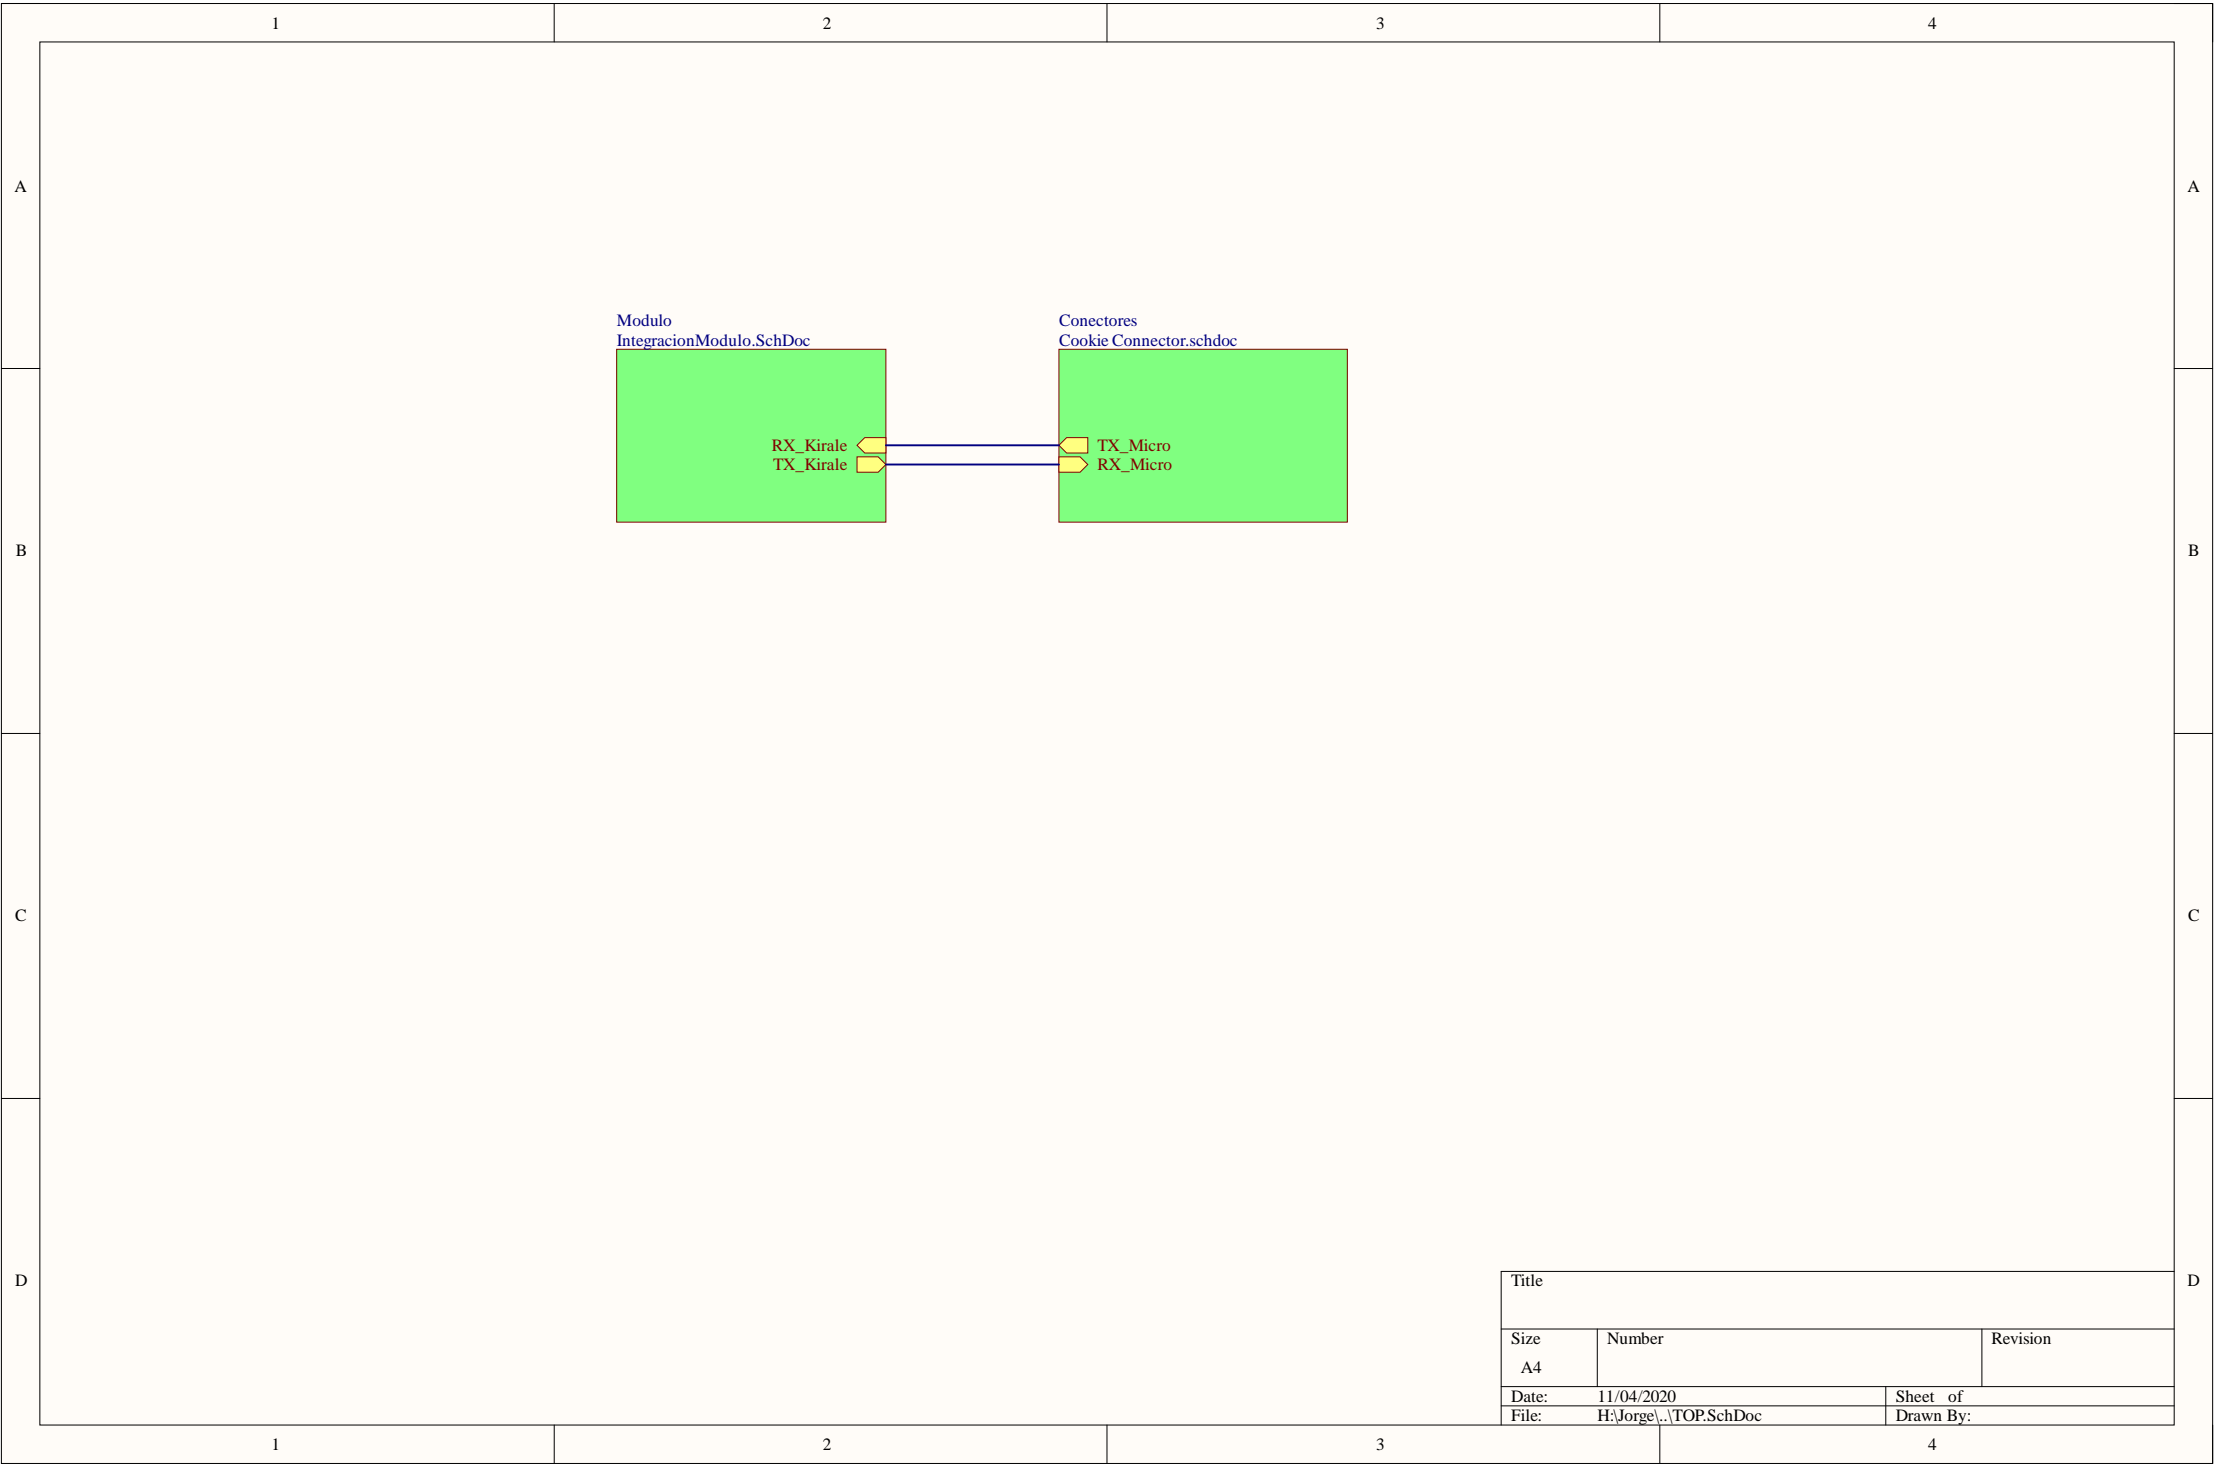 1 2 3 4
A A
Modulo
IntegracionModulo.SchDoc
Conectores
Cookie Connector.schdoc
RX_Kirale TX_Micro
TX_Kirale RX_Micro
B B
C C
D D
Title
Size Number Revision
A4
Date: 11/04/2020 Sheet of
File: H:\Jorge\..\TOP.SchDoc Drawn By:
1 2 3 4